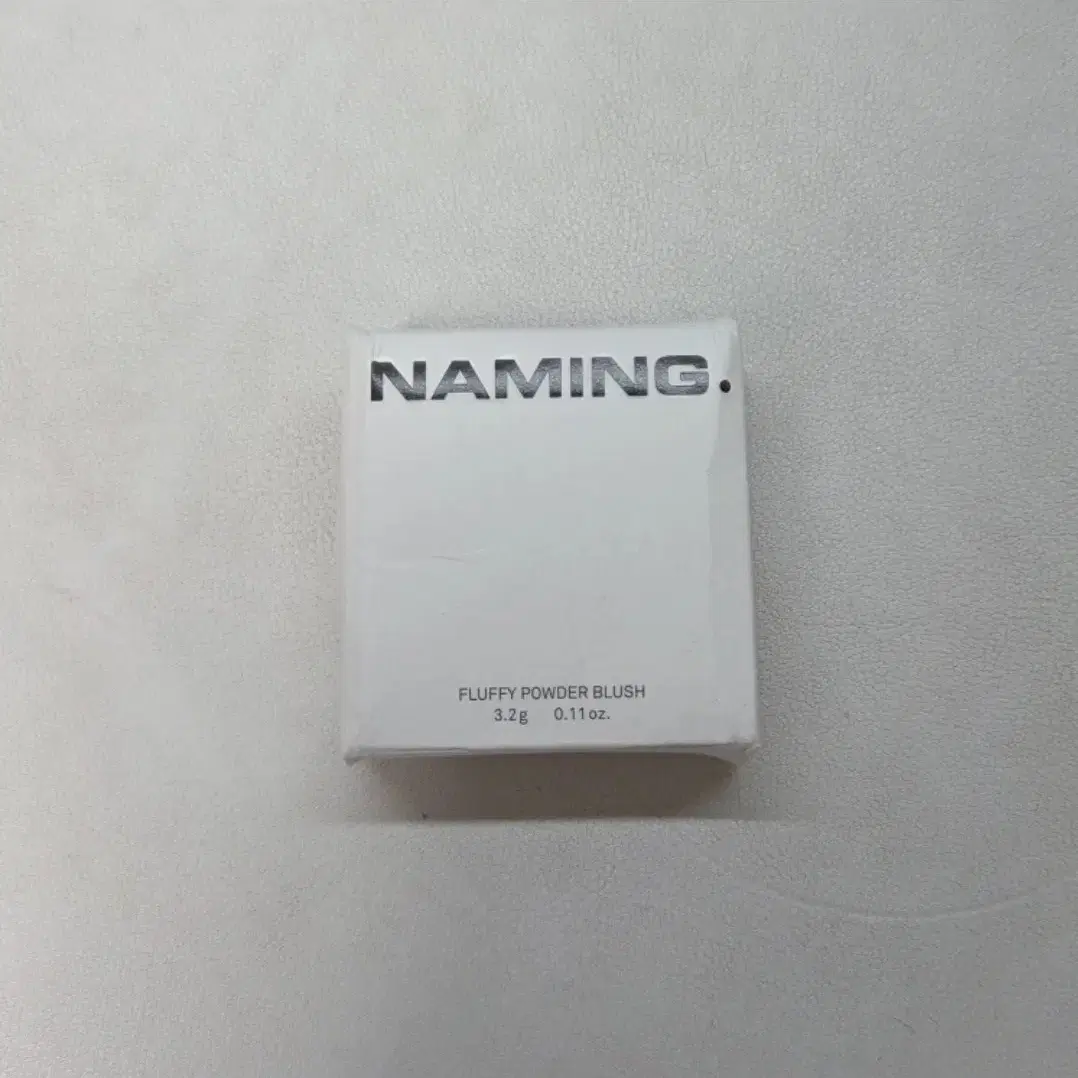 NAMING.
FLUFFY POWDER BLUSH
3.2g 0.11oz.